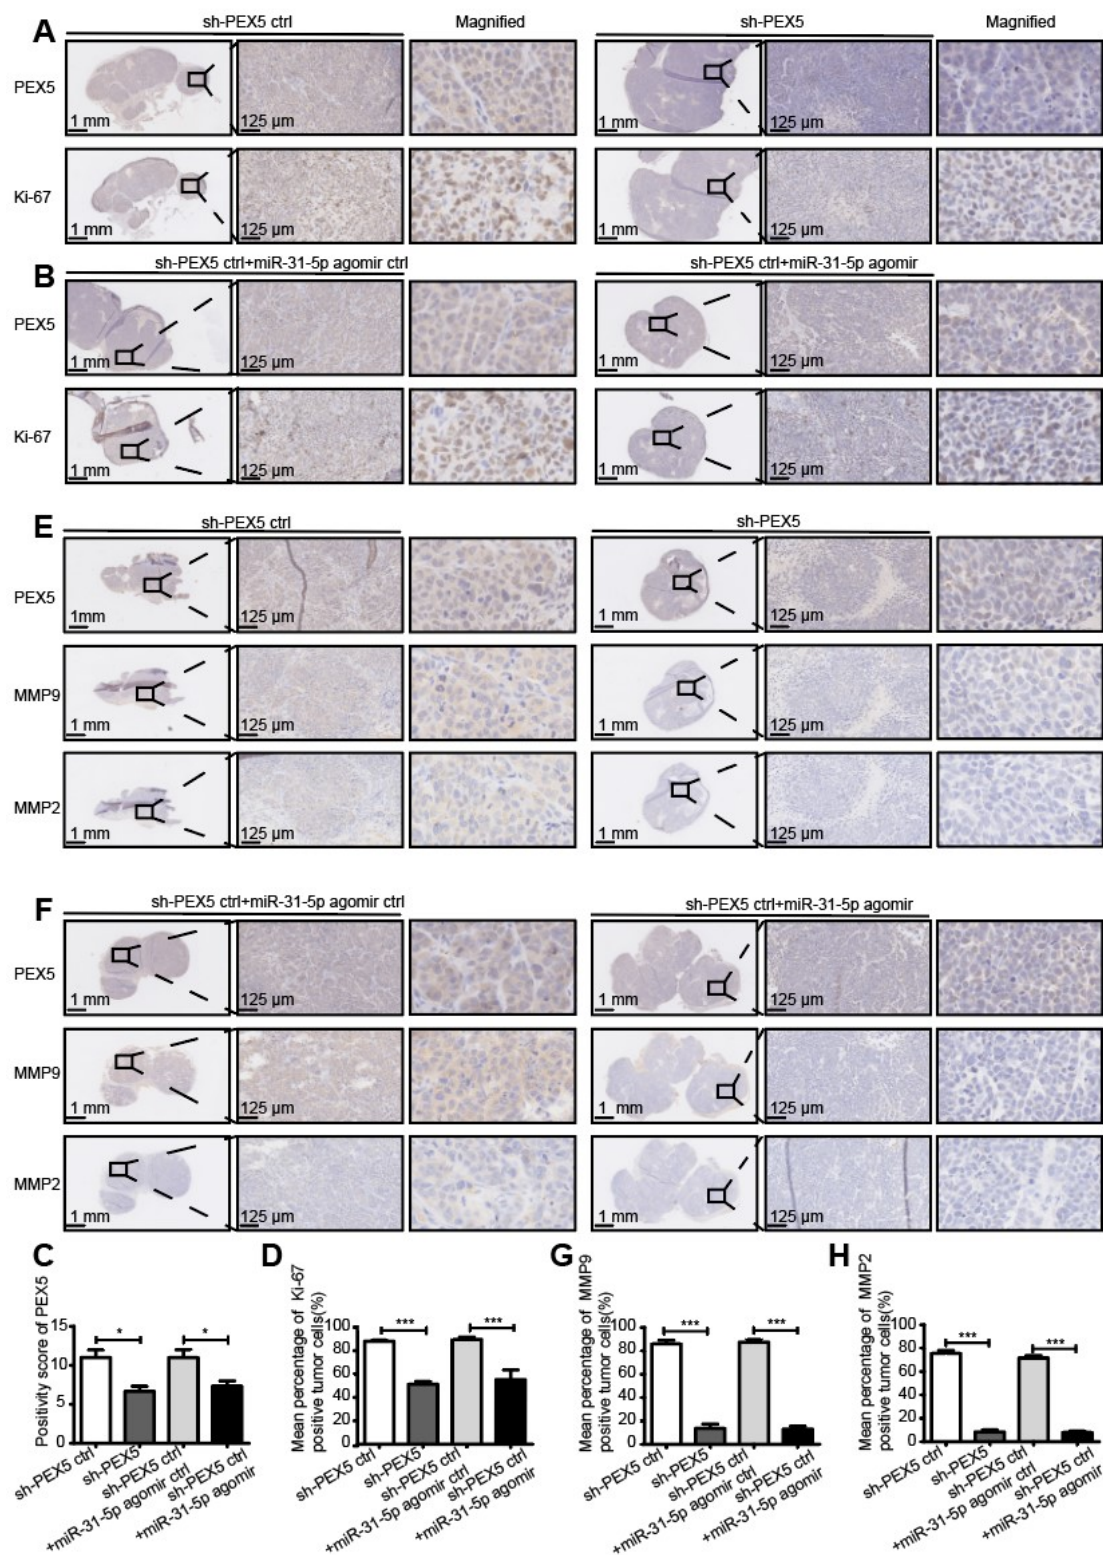 A
sh-PEX5 ctrl Magnified sh-PEX5 Magnified
PEX5
1 mm 125 µm 1 mm 125 µm
Ki-67
1 mm 125 µm 1 mm 125 µm
B
sh-PEX5 ctrl+miR-31-5p agomir ctrl sh-PEX5 ctrl+miR-31-5p agomir
PEX5
1 mm 125 µm 1 mm 125 µm
Ki-67
1 mm 125 µm 1 mm 125 µm
E
sh-PEX5 ctrl sh-PEX5
PEX5
1mm 125 µm 1 mm 125 µm
MMP9
1 mm 125 µm 1 mm 125 µm
MMP2
1 mm 125 µm 1 mm 125 µm
F
sh-PEX5 ctrl+miR-31-5p agomir ctrl sh-PEX5 ctrl+miR-31-5p agomir
PEX5
1 mm 125 µm 1 mm 125 µm
MMP9
1 mm 125 µm 1 mm 125 µm
MMP2
1 mm 125 µm 1 mm 125 µm
C
Positivity score of PEX5
15
10
5
0
* *
sh-PEX5 ctrl
sh-PEX5
sh-PEX5 ctrl
+miR-31-5p agomir ctrl
sh-PEX5 ctrl
+miR-31-5p agomir
D
Mean percentage of Ki-67
positive tumor cells(%)
100
80
60
40
20
0
*** ***
sh-PEX5 ctrl
sh-PEX5
sh-PEX5 ctrl
+miR-31-5p agomir ctrl
sh-PEX5 ctrl
+miR-31-5p agomir
G
Mean percentage of MMP9
positive tumor cells(%)
100
80
60
40
20
0
*** ***
sh-PEX5 ctrl
sh-PEX5
sh-PEX5 ctrl
+miR-31-5p agomir ctrl
sh-PEX5 ctrl
+miR-31-5p agomir
H
Mean percentage of MMP2
positive tumor cells(%)
100
80
60
40
20
0
*** ***
sh-PEX5 ctrl
sh-PEX5
sh-PEX5 ctrl
+miR-31-5p agomir ctrl
sh-PEX5 ctrl
+miR-31-5p agomir